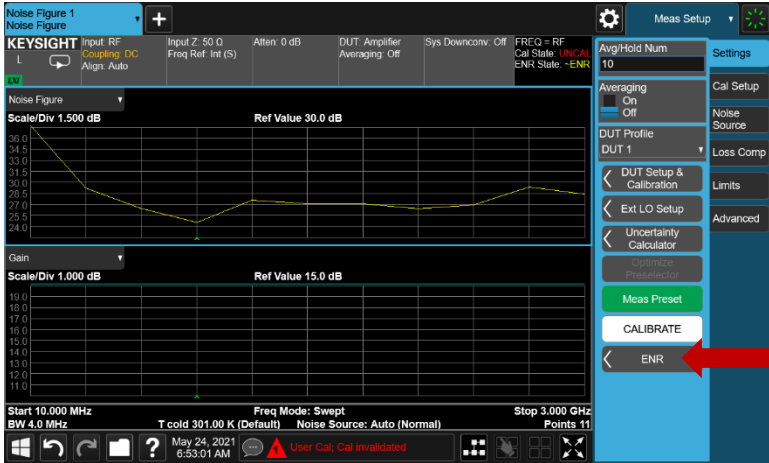 Noise Figure 1
Noise Figure
Meas Setup
KEYSIGHT
L
LXI
Input: RF
Coupling: DC
Align: Auto
Input Z: 50 Ω
Freq Ref: Int (S)
Atten: 0 dB
DUT: Amplifier
Averaging: Off
Sys Downconv: Off
FREQ = RF
Cal State: UNCAL
ENR State: ~ENR
Noise Figure
Scale/Div 1.500 dB
Ref Value 30.0 dB
36.0
34.5
33.0
31.5
30.0
28.5
27.0
25.5
24.0
Gain
Scale/Div 1.000 dB
Ref Value 15.0 dB
19.0
18.0
17.0
16.0
15.0
14.0
13.0
12.0
11.0
Start 10.000 MHz
Freq Mode: Swept
Stop 3.000 GHz
BW 4.0 MHz
T cold 301.00 K (Default)
Noise Source: Auto (Normal)
Points 11
?
May 24, 2021
6:53:01 AM
1
User Cal; Cal Invalidated
Avg/Hold Num
10
Averaging
On
Off
DUT Profile
DUT 1
DUT Setup &
Calibration
Ext LO Setup
Uncertainty
Calculator
Optimize
Preselector
Meas Preset
CALIBRATE
ENR
Settings
Cal Setup
Noise
Source
Loss Comp
Limits
Advanced